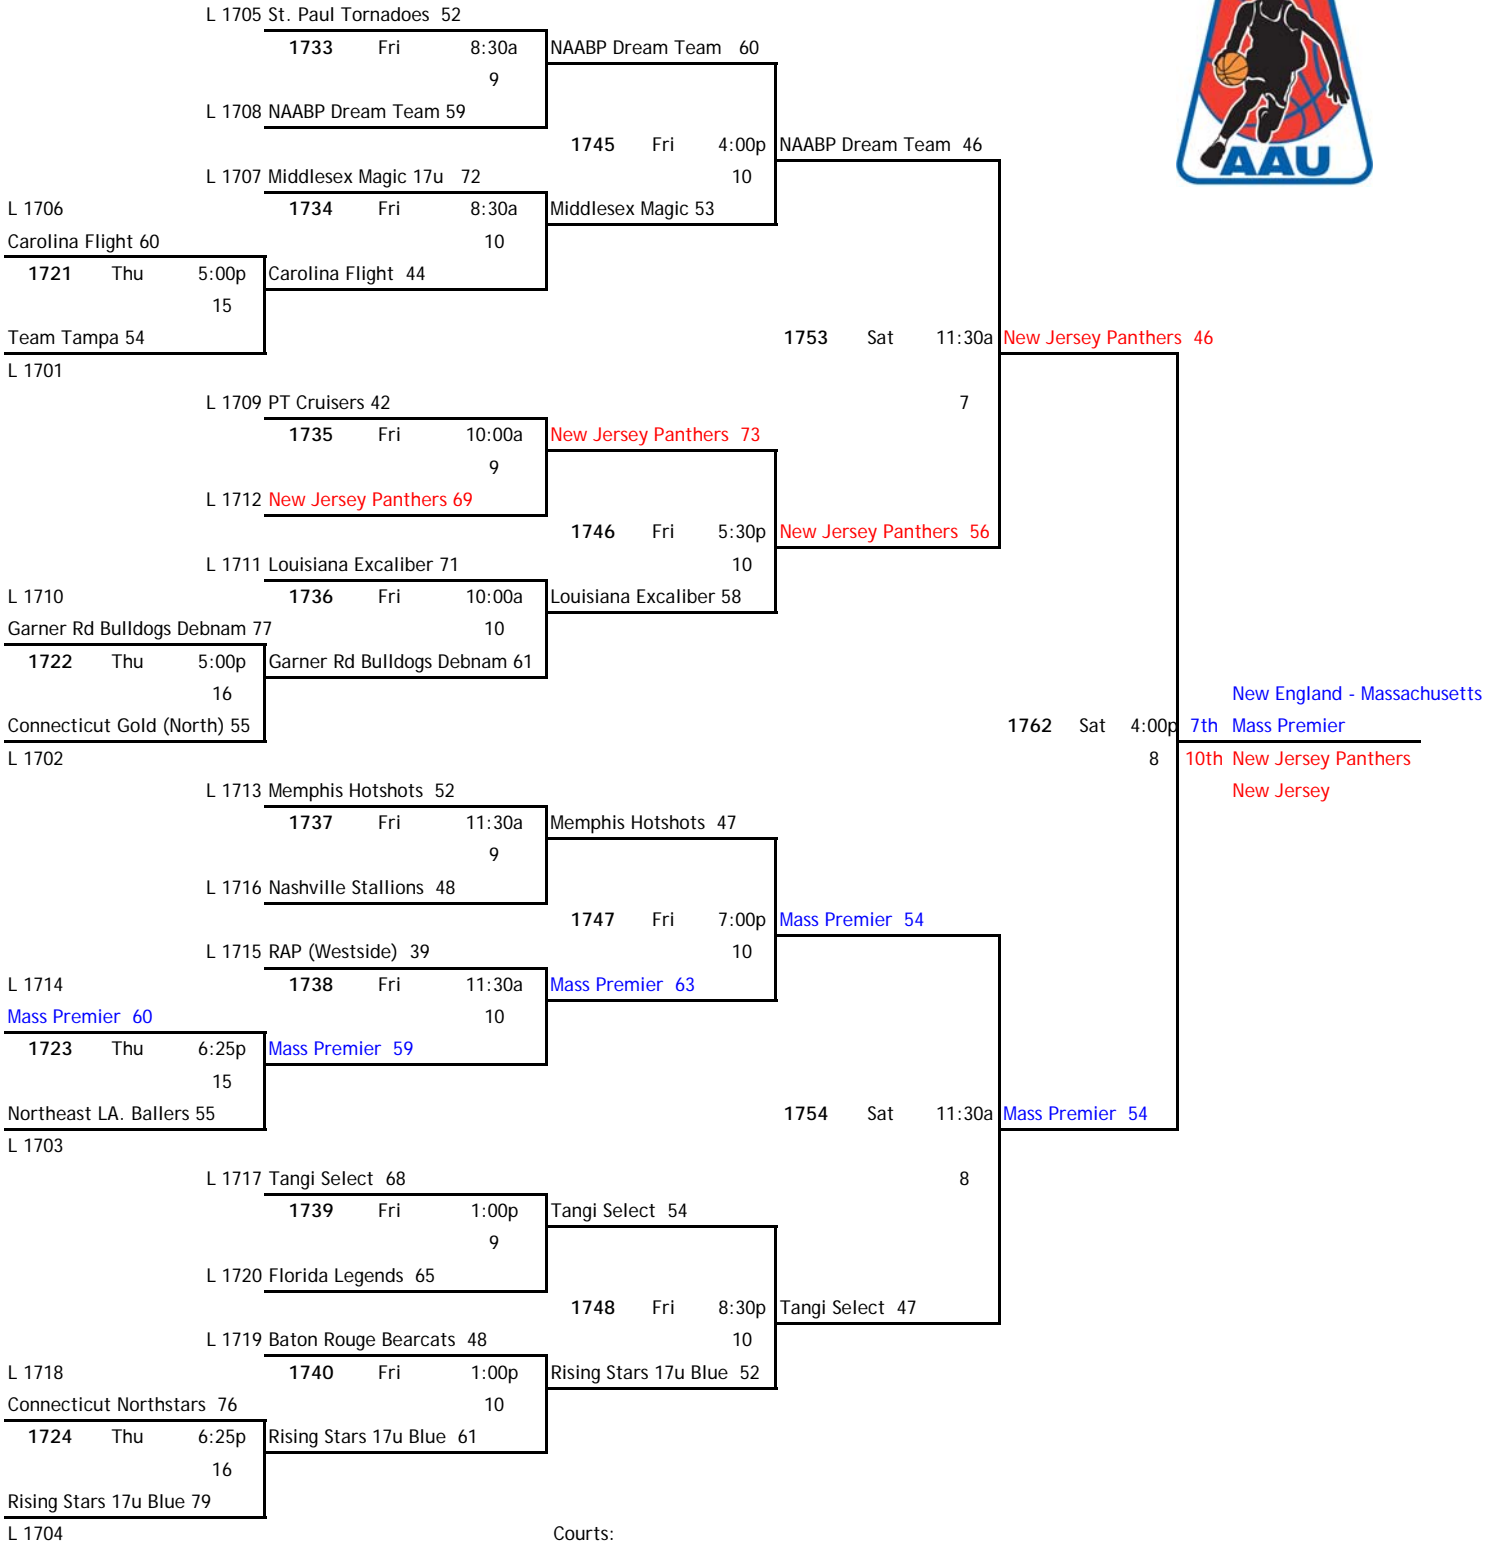 L 1705 St. Paul Tornadoes 52
1733 Fri 8:30a NAABP Dream Team 60
9
L 1708 NAABP Dream Team 59
1745 Fri 4:00p NAABP Dream Team 46
AAU
L 1707 Middlesex Magic 17u 72 10
L 1706 1734 Fri 8:30a Middlesex Magic 53
Carolina Flight 60 10
1721 Thu 5:00p Carolina Flight 44
15
Team Tampa 54 1753 Sat 11:30a New Jersey Panthers 46
L 1701
L 1709 PT Cruisers 42 7
1735 Fri 10:00a New Jersey Panthers 73
9
L 1712 New Jersey Panthers 69
1746 Fri 5:30p New Jersey Panthers 56
L 1711 Louisiana Excaliber 71 10
L 1710 1736 Fri 10:00a Louisiana Excaliber 58
Garner Rd Bulldogs Debnam 77 10
1722 Thu 5:00p Garner Rd Bulldogs Debnam 61
16 New England - Massachusetts
Connecticut Gold (North) 55 1762 Sat 4:00p 7th Mass Premier
L 1702 8 10th New Jersey Panthers
L 1713 Memphis Hotshots 52 New Jersey
1737 Fri 11:30a Memphis Hotshots 47
9
L 1716 Nashville Stallions 48
1747 Fri 7:00p Mass Premier 54
L 1715 RAP (Westside) 39 10
L 1714 1738 Fri 11:30a Mass Premier 63
Mass Premier 60 10
1723 Thu 6:25p Mass Premier 59
15
Northeast LA. Ballers 55 1754 Sat 11:30a Mass Premier 54
L 1703
L 1717 Tangi Select 68 8
1739 Fri 1:00p Tangi Select 54
9
L 1720 Florida Legends 65
1748 Fri 8:30p Tangi Select 47
L 1719 Baton Rouge Bearcats 48 10
L 1718 1740 Fri 1:00p Rising Stars 17u Blue 52
Connecticut Northstars 76 10
1724 Thu 6:25p Rising Stars 17u Blue 61
16
Rising Stars 17u Blue 79
L 1704 Courts: